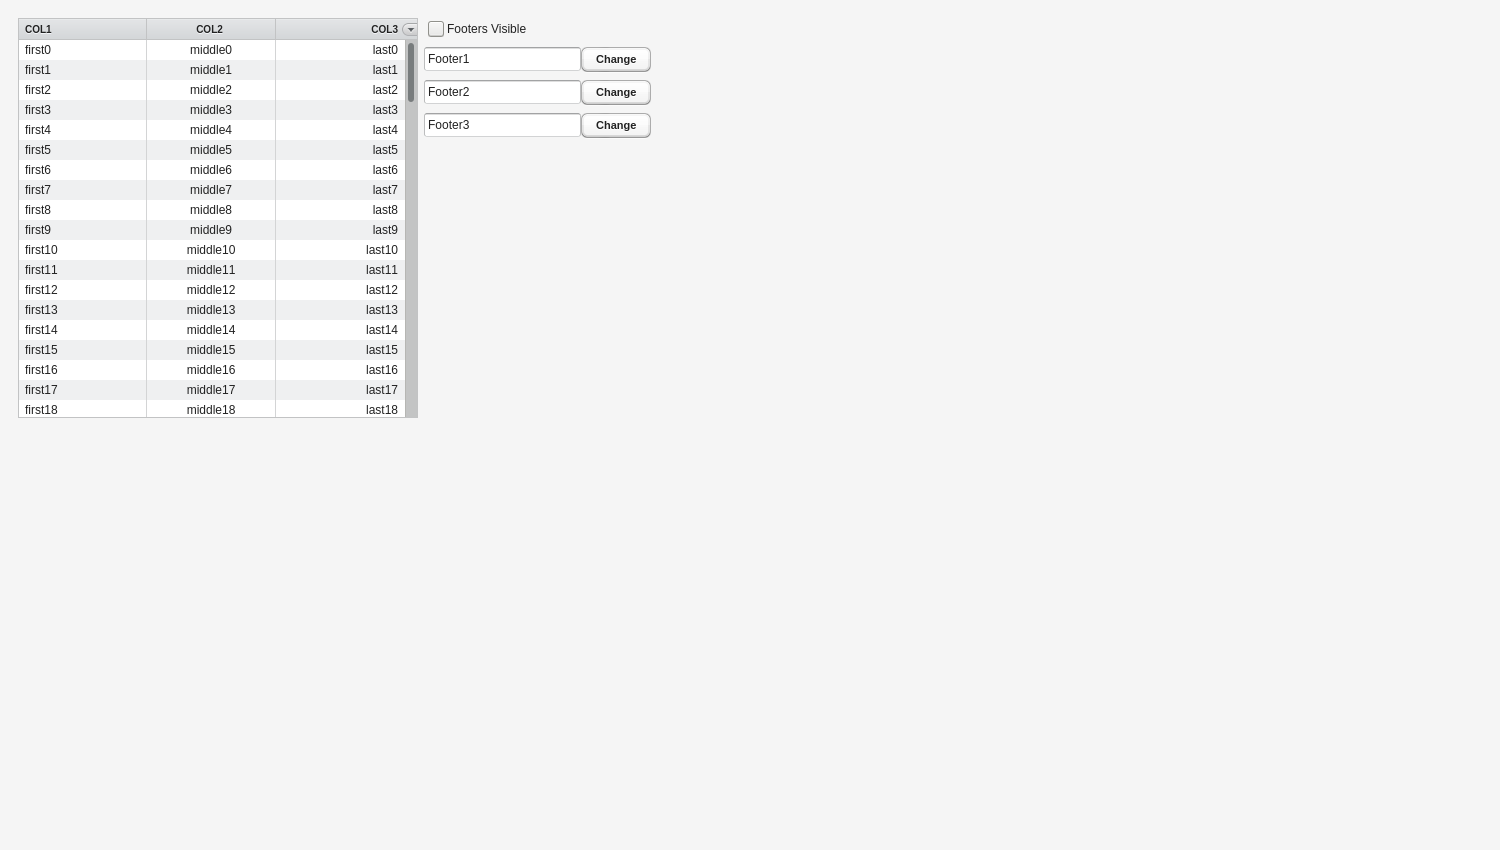 COL1 COL2 COL3
first0 middle0 last0
first1 middle1 last1
first2 middle2 last2
first3 middle3 last3
first4 middle4 last4
first5 middle5 last5
first6 middle6 last6
first7 middle7 last7
first8 middle8 last8
first9 middle9 last9
first10 middle10 last10
first11 middle11 last11
first12 middle12 last12
first13 middle13 last13
first14 middle14 last14
first15 middle15 last15
first16 middle16 last16
first17 middle17 last17
first18 middle18 last18
Footers Visible
Footer1 Change
Footer2 Change
Footer3 Change